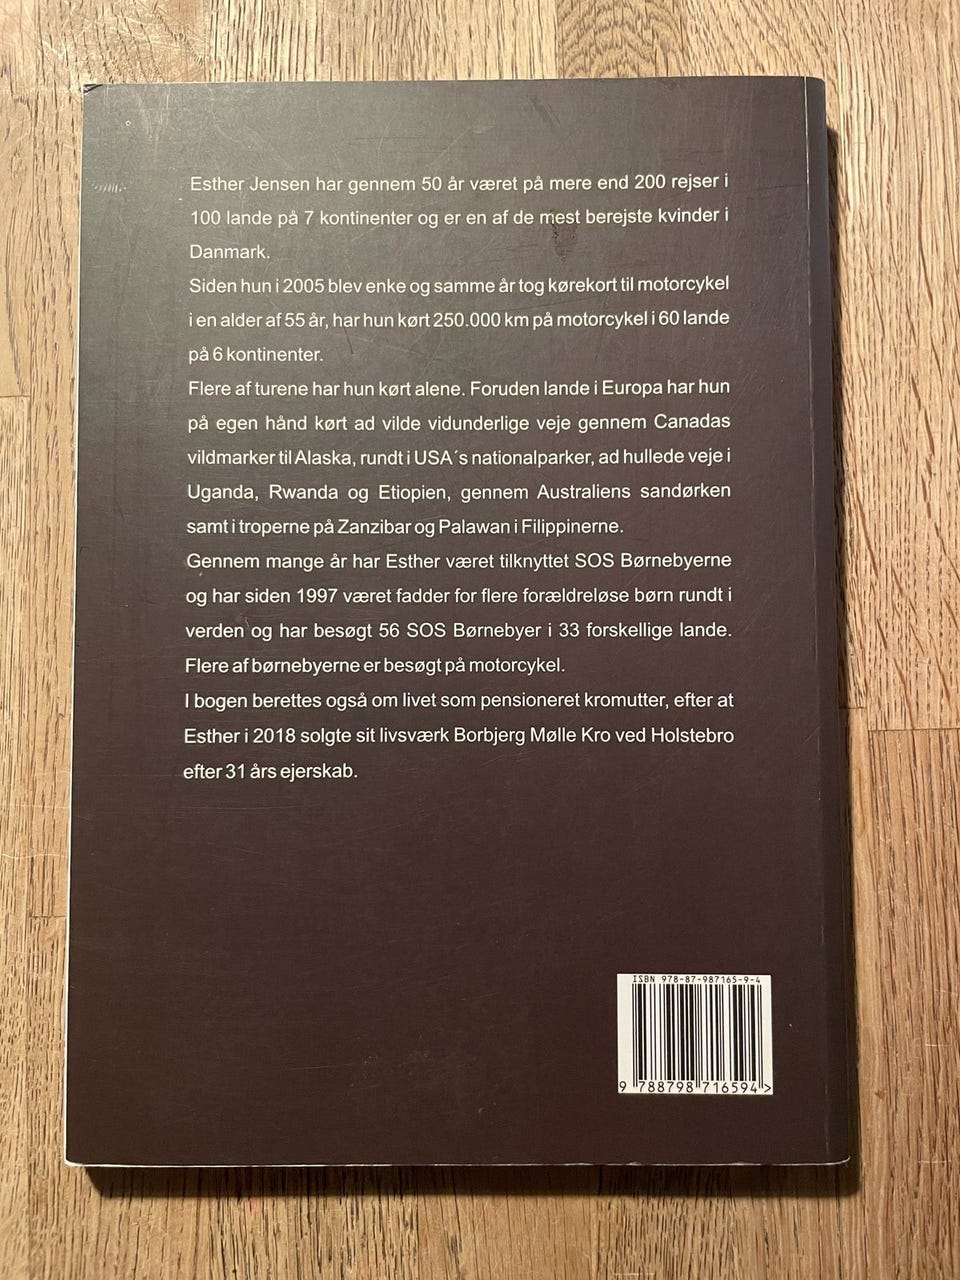 Esther Jensen har gennem 50 år været på mere end 200 rejser i
100 lande på 7 kontinenter og er en af de mest berejste kvinder i
Danmark.
Siden hun i 2005 blev enke og samme år tog kørekort til motorcykel
i en alder af 55 år, har hun kørt 250.000 km på motorcykel i 60 lande
på 6 kontinenter.
Flere af turene har hun kørt alene. Foruden lande i Europa har hun
på egen hånd kørt ad vilde vidunderlige veje gennem Canadas
vildmarker til Alaska, rundt i USA´s nationalparker, ad hullede veje i
Uganda, Rwanda og Etiopien, gennem Australiens sandørken
samt i troperne på Zanzibar og Palawan i Filippinerne.
Gennem mange år har Esther været tilknyttet SOS Børnebyerne
og har siden 1997 været fadder for flere forældreløse børn rundt i
verden og har besøgt 56 SOS Børnebyer i 33 forskellige lande.
Flere af børnebyerne er besøgt på motorcykel.
I bogen berettes også om livet som pensioneret kromutter, efter at
Esther i 2018 solgte sit livsværk Borbjerg Mølle Kro ved Holstebro
efter 31 års ejerskab.
ISBN 978-87-987165-9-4
9 788798 716594 >